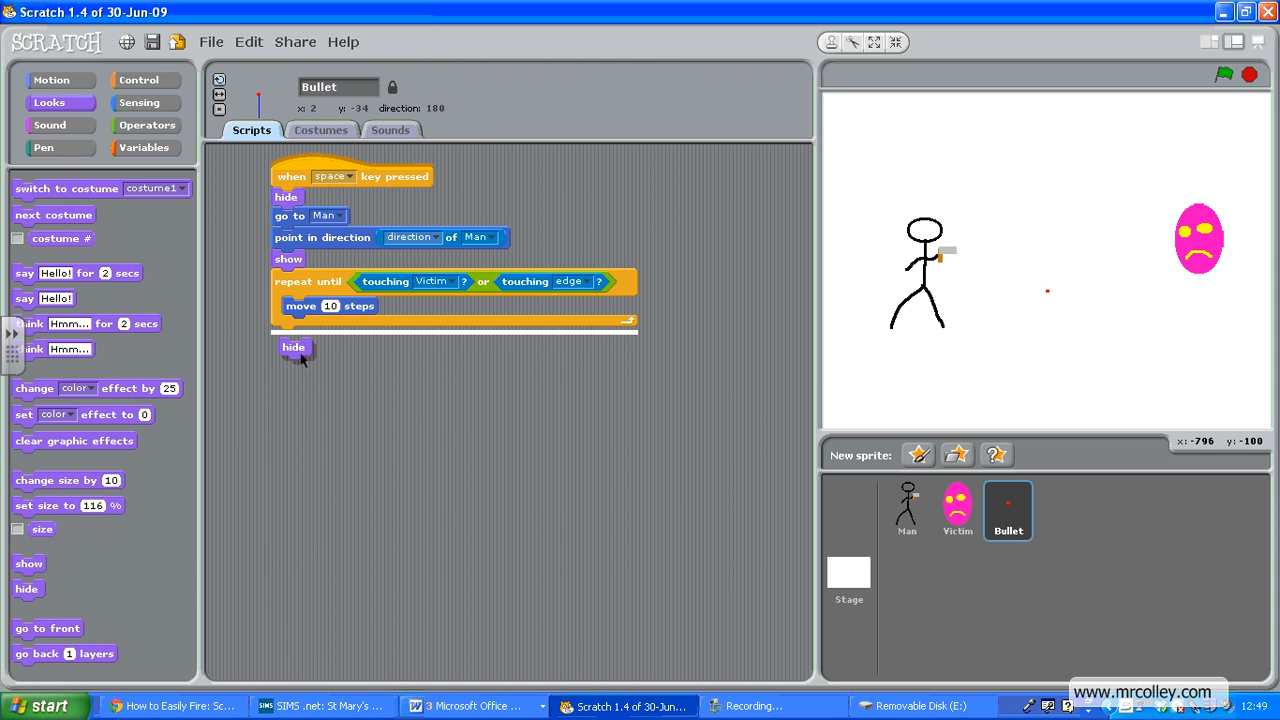 Scratch 1.4 of 30-Jun-09
SCRATCH
File Edit Share Help
Motion Control
Looks Sensing
Sound Operators
Pen Variables
switch to costume costume1
next costume
costume #
say Hello! for 2 secs
say Hello!
think Hmm... for 2 secs
think Hmm...
change color effect by 25
set color effect to 0
clear graphic effects
change size by 10
set size to 116 %
size
show
hide
go to front
go back 1 layers
Bullet
x: 2 y: -34 direction: 180
Scripts Costumes Sounds
when space key pressed
hide
go to Man
point in direction direction of Man
show
repeat until touching Victim ? or touching edge ?
move 10 steps
hide
x: -796 y: -100
New sprite:
Man Victim Bullet
Stage
www.mrcolley.com
start How to Easily Fire: Sc... SIMS .net: St Mary's ... 3 Microsoft Office ... Scratch 1.4 of 30-Jun... Recording... Removable Disk (E:) 12:49